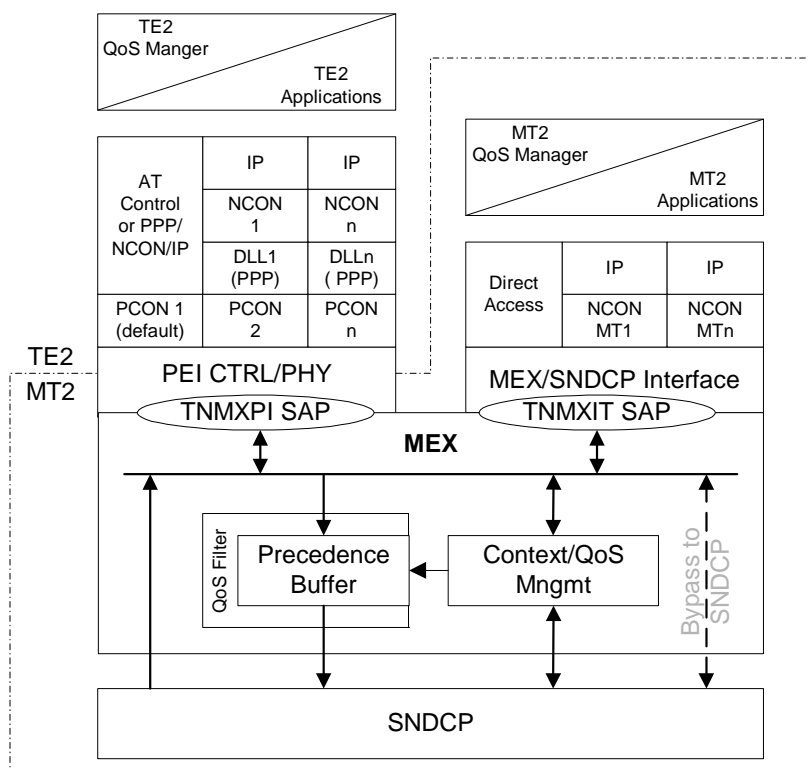 TE2
QoS Manger
TE2
Applications
MT2
QoS Manager
MT2
Applications
AT
Control
or PPP/
NCON/IP
IP
IP
NCON
1
NCON
n
DLL1
(PPP)
DLLn
( PPP)
PCON 1
(default)
PCON
2
PCON
n
Direct
Access
IP
IP
NCON
MT1
NCON
MTn
TE2
MT2
PEI CTRL/PHY
MEX/SNDCP Interface
TNMXPI SAP
TNMXIT SAP
MEX
QoS Filter
Precedence
Buffer
Context/QoS
Mngmt
Bypass to
SNDCP
SNDCP